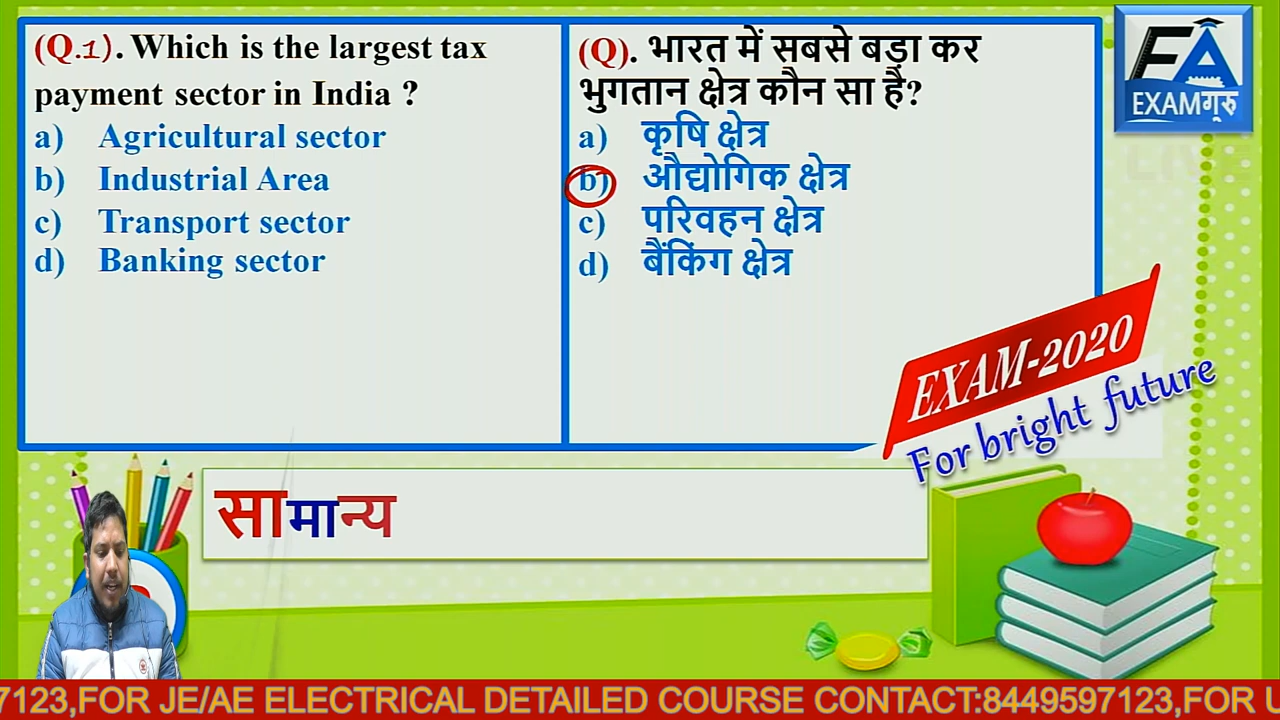 (Q.1). Which is the largest tax
payment sector in India ?
a) Agricultural sector
b) Industrial Area
c) Transport sector
d) Banking sector
(Q). भारत में सबसे बड़ा कर
भुगतान क्षेत्र कौन सा है?
a) कृषि क्षेत्र
b) औद्योगिक क्षेत्र
c) परिवहन क्षेत्र
d) बैंकिंग क्षेत्र
EXAMगुरु
LIVE
EXAM-2020
For bright future
सामान्य
7123,FOR JE/AE ELECTRICAL DETAILED COURSE CONTACT:8449597123,FOR U